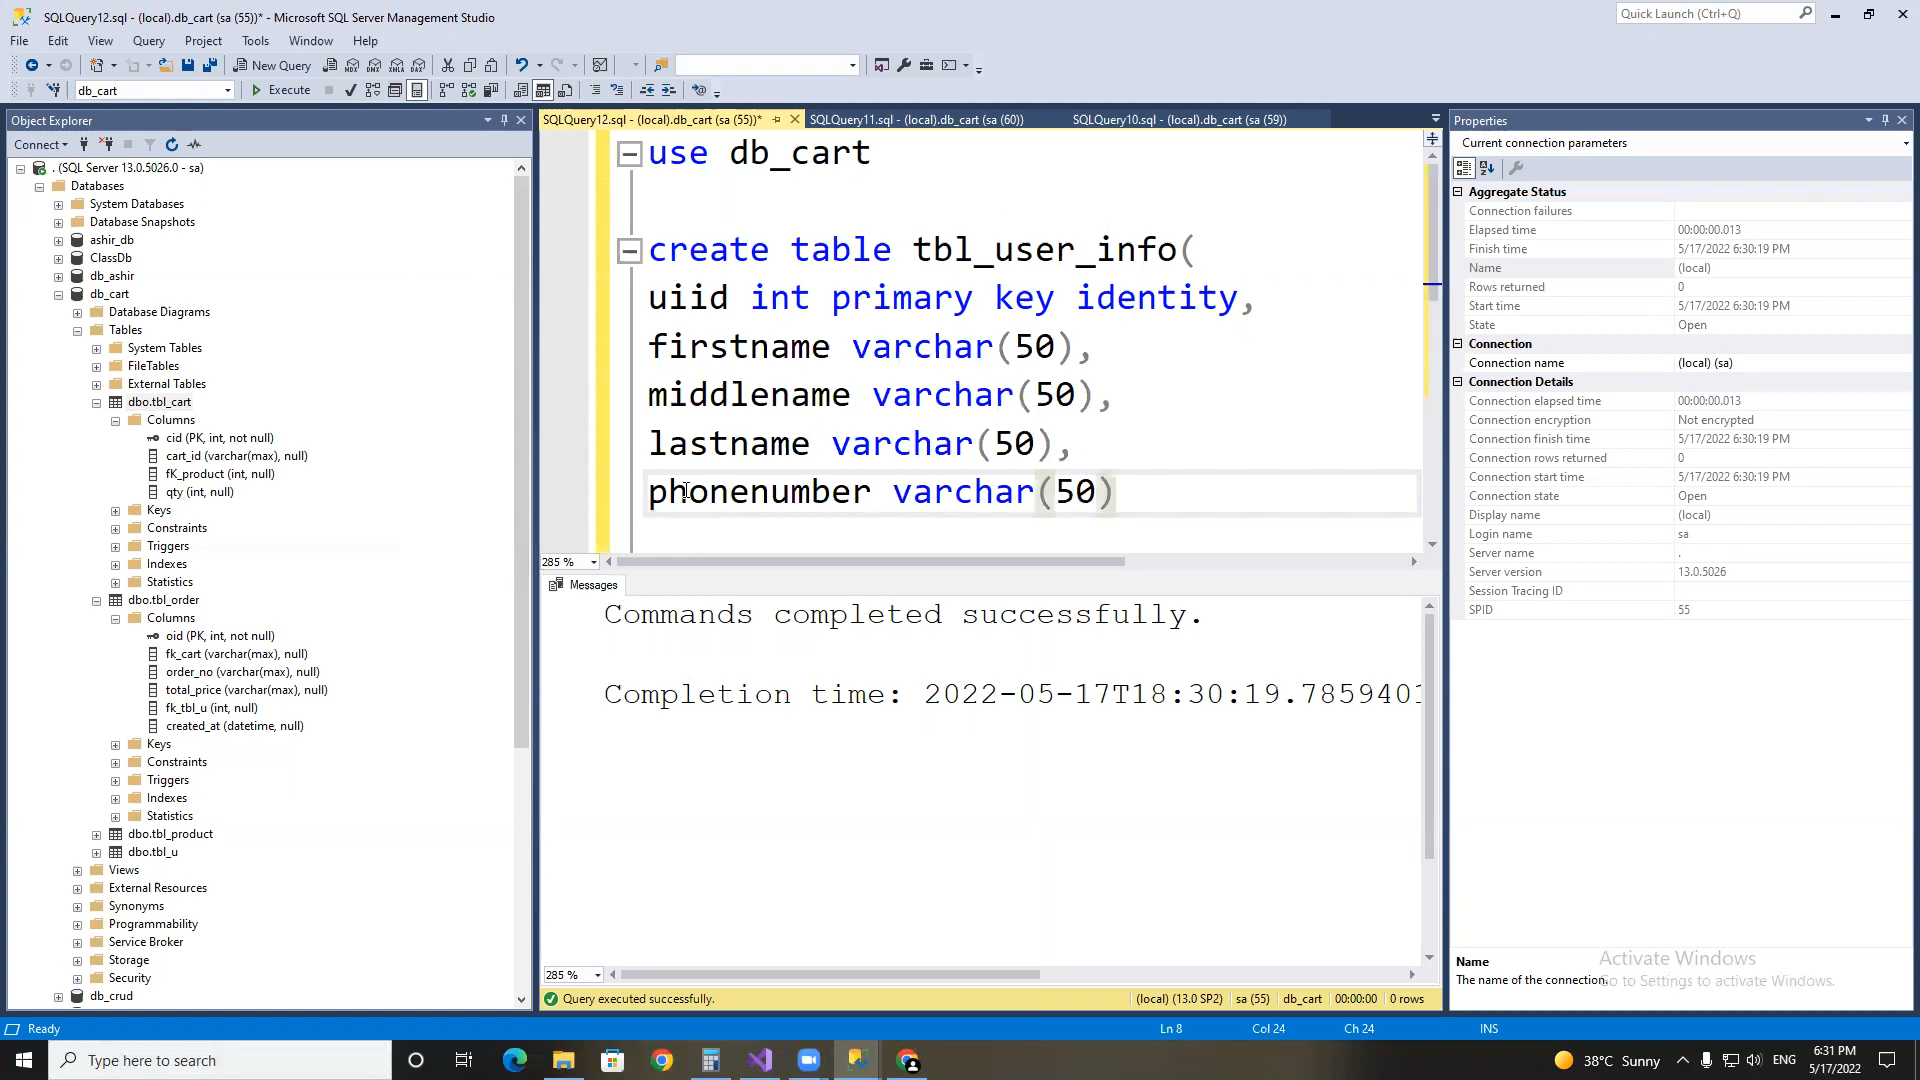 SQLQuery12.sql - (local).db_cart (sa (55))* - Microsoft SQL Server Management Studio
Quick Launch (Ctrl+Q)
File Edit View Query Project Tools Window Help
New Query
MDX DMX XMLA DAX
db_cart
Execute
Object Explorer
Connect
. (SQL Server 13.0.5026.0 - sa)
Databases
System Databases
Database Snapshots
ashir_db
ClassDb
db_ashir
db_cart
Database Diagrams
Tables
System Tables
FileTables
External Tables
dbo.tbl_cart
Columns
cid (PK, int, not null)
cart_id (varchar(max), null)
fK_product (int, null)
qty (int, null)
Keys
Constraints
Triggers
Indexes
Statistics
dbo.tbl_order
Columns
oid (PK, int, not null)
fk_cart (varchar(max), null)
order_no (varchar(max), null)
total_price (varchar(max), null)
fk_tbl_u (int, null)
created_at (datetime, null)
Keys
Constraints
Triggers
Indexes
Statistics
dbo.tbl_product
dbo.tbl_u
Views
External Resources
Synonyms
Programmability
Service Broker
Storage
Security
db_crud
SQLQuery12.sql - (local).db_cart (sa (55))*
SQLQuery11.sql - (local).db_cart (sa (60))
SQLQuery10.sql - (local).db_cart (sa (59))
use db_cart
create table tbl_user_info(
uiid int primary key identity,
firstname varchar(50),
middlename varchar(50),
lastname varchar(50),
phonenumber varchar(50)
285 %
Messages
Commands completed successfully.
Completion time: 2022-05-17T18:30:19.7859401
285 %
Query executed successfully.
(local) (13.0 SP2) sa (55) db_cart 00:00:00 0 rows
Properties
Current connection parameters
Aggregate Status
Connection failures
Elapsed time 00:00:00.013
Finish time 5/17/2022 6:30:19 PM
Name (local)
Rows returned 0
Start time 5/17/2022 6:30:19 PM
State Open
Connection
Connection name (local) (sa)
Connection Details
Connection elapsed time 00:00:00.013
Connection encryption Not encrypted
Connection finish time 5/17/2022 6:30:19 PM
Connection rows returned 0
Connection start time 5/17/2022 6:30:19 PM
Connection state Open
Display name (local)
Login name sa
Server name .
Server version 13.0.5026
Session Tracing ID
SPID 55
Name
The name of the connection.
Activate Windows
Go to Settings to activate Windows.
Ready
Ln 8 Col 24 Ch 24 INS
Type here to search
38°C Sunny
ENG
6:31 PM
5/17/2022